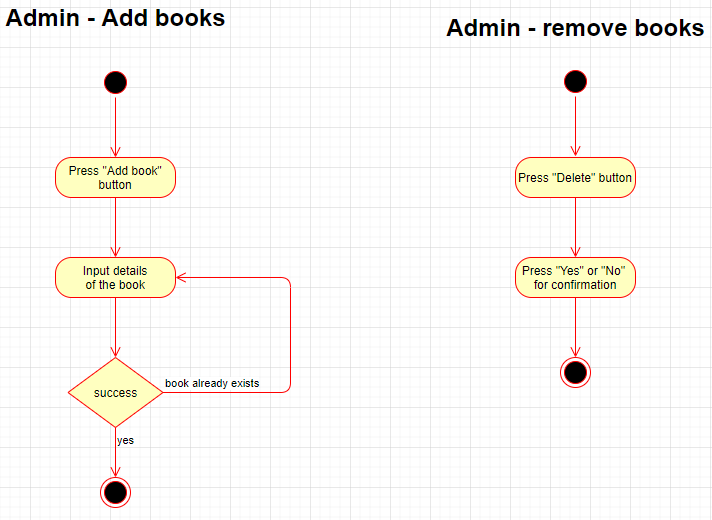 Admin - Add books
Press "Add book"
button
Input details
of the book
success
book already exists
yes
Admin - remove books
Press "Delete" button
Press "Yes" or "No"
for confirmation